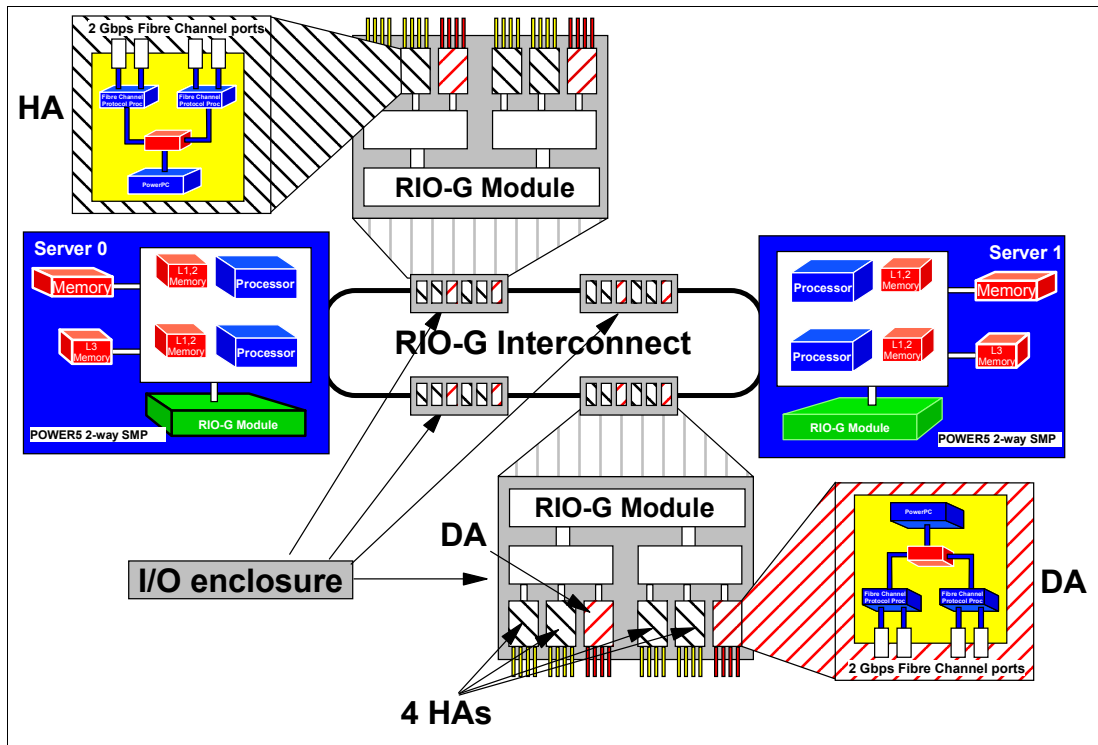 2 Gbps Fibre Channel ports
Fibre Channel
Protocol Proc
Fibre Channel
Protocol Proc
PowerPC
HA
RIO-G Module
Server 0
Memory
L1,2
Memory
Processor
L3
Memory
L1,2
Memory
Processor
RIO-G Module
POWER5 2-way SMP
RIO-G Interconnect
Server 1
Processor
L1,2
Memory
Memory
Processor
L1,2
Memory
L3
Memory
RIO-G Module
POWER5 2-way SMP
RIO-G Module
DA
I/O enclosure
4 HAs
PowerPC
Fibre Channel
Protocol Proc
Fibre Channel
Protocol Proc
2 Gbps Fibre Channel ports
DA